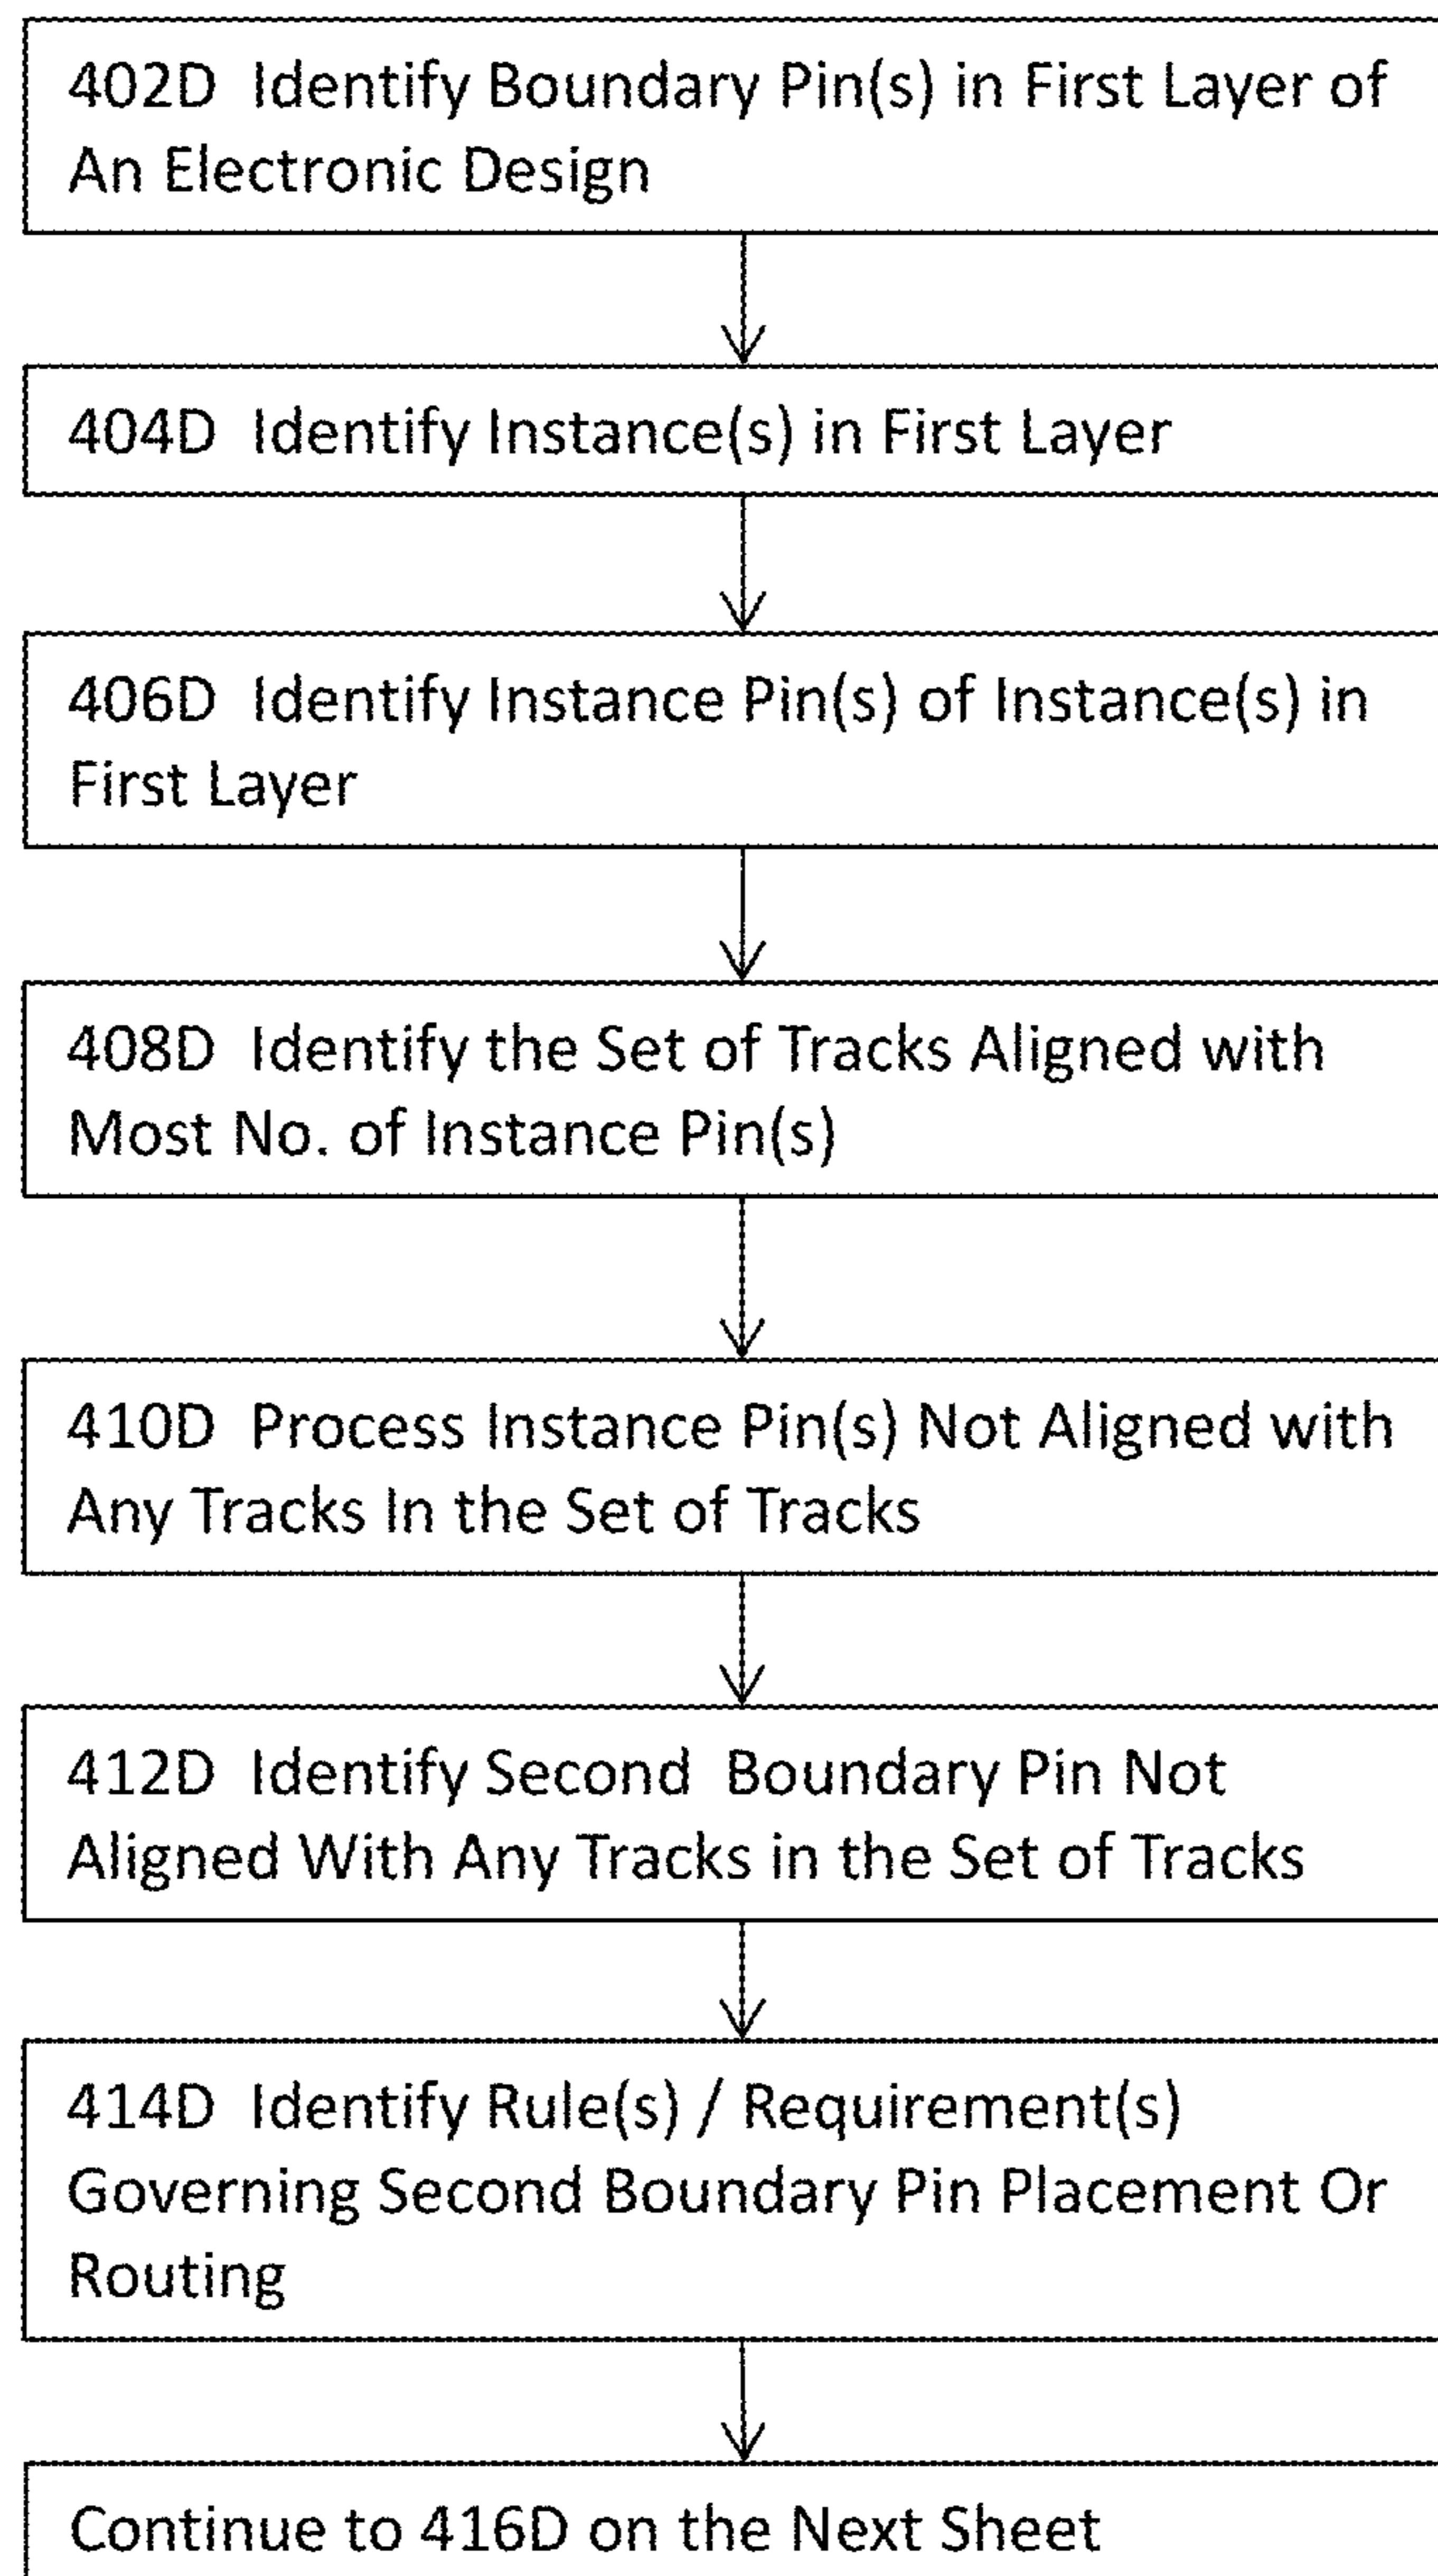 402D Identify Boundary Pin(s) in First Layer of
An Electronic Design
404D Identify Instance(s) in First Layer
406D Identify Instance Pin(s) of Instance(s) in
First Layer
408D Identify the Set of Tracks Aligned with
Most No. of Instance Pin(s)
410D Process Instance Pin(s) Not Aligned with
Any Tracks In the Set of Tracks
412D Identify Second Boundary Pin Not
Aligned With Any Tracks in the Set of Tracks
414D Identify Rule(s) / Requirement(s)
Governing Second Boundary Pin Placement Or
Routing
Continue to 416D on the Next Sheet